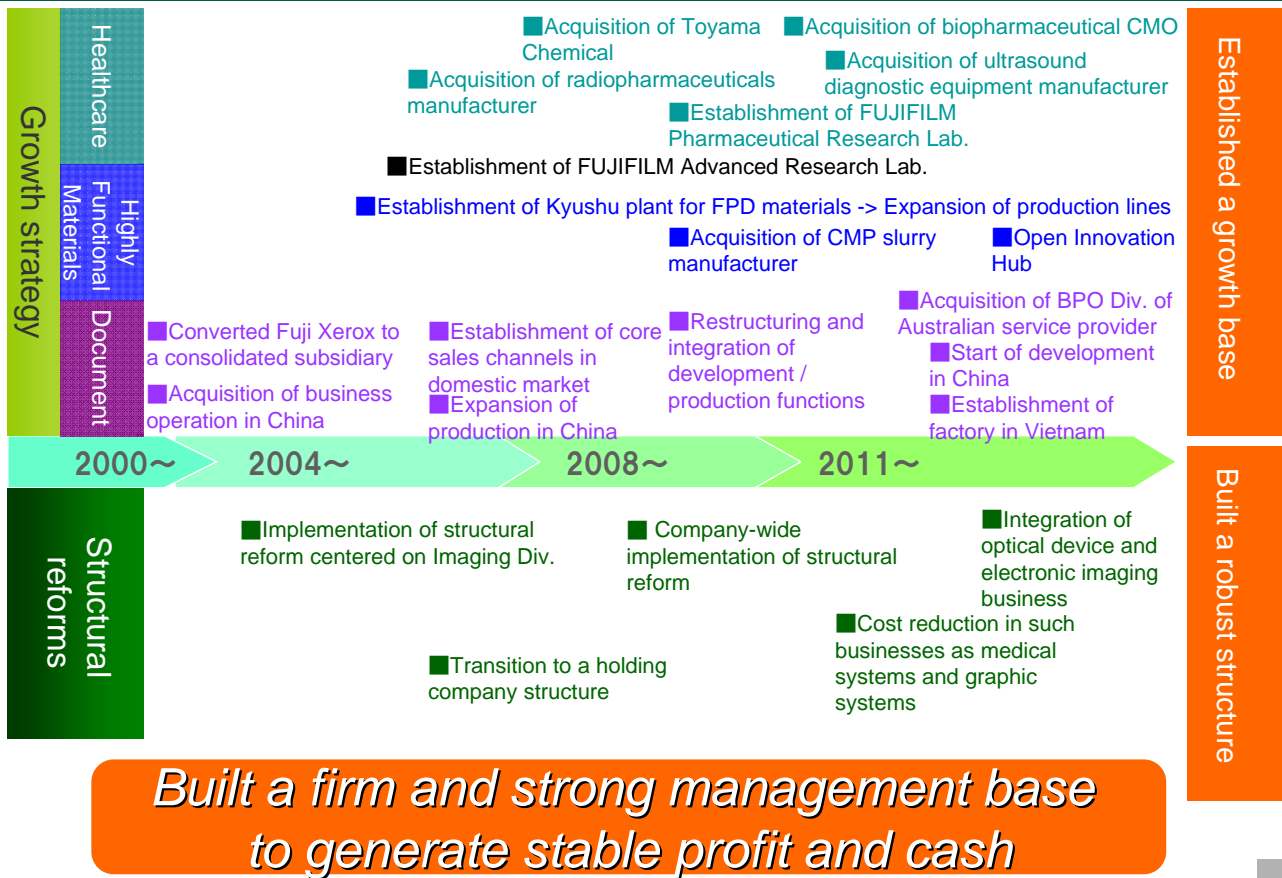 Growth strategy
Healthcare
■Acquisition of Toyama
Chemical
■Acquisition of biopharmaceutical CMO
■Acquisition of radiopharmaceuticals
manufacturer
■Acquisition of ultrasound
diagnostic equipment manufacturer
■Establishment of FUJIFILM
Pharmaceutical Research Lab.
■Establishment of FUJIFILM Advanced Research Lab.
Highly
Functional
Materials
■Establishment of Kyushu plant for FPD materials -> Expansion of production lines
■Acquisition of CMP slurry
manufacturer
■Open Innovation
Hub
Document
■Converted Fuji Xerox to
a consolidated subsidiary
■Acquisition of business
operation in China
■Establishment of core
sales channels in
domestic market
■Expansion of
production in China
■Restructuring and
integration of
development /
production functions
■Acquisition of BPO Div. of
Australian service provider
■Start of development
in China
■Establishment of
factory in Vietnam
Established a growth base
2000～
2004～
2008～
2011～
Structural
reforms
■Implementation of structural
reform centered on Imaging Div.
■Transition to a holding
company structure
■ Company-wide
implementation of structural
reform
■Integration of
optical device and
electronic imaging
business
■Cost reduction in such
businesses as medical
systems and graphic
systems
Built a robust structure
Built a firm and strong management base
to generate stable profit and cash